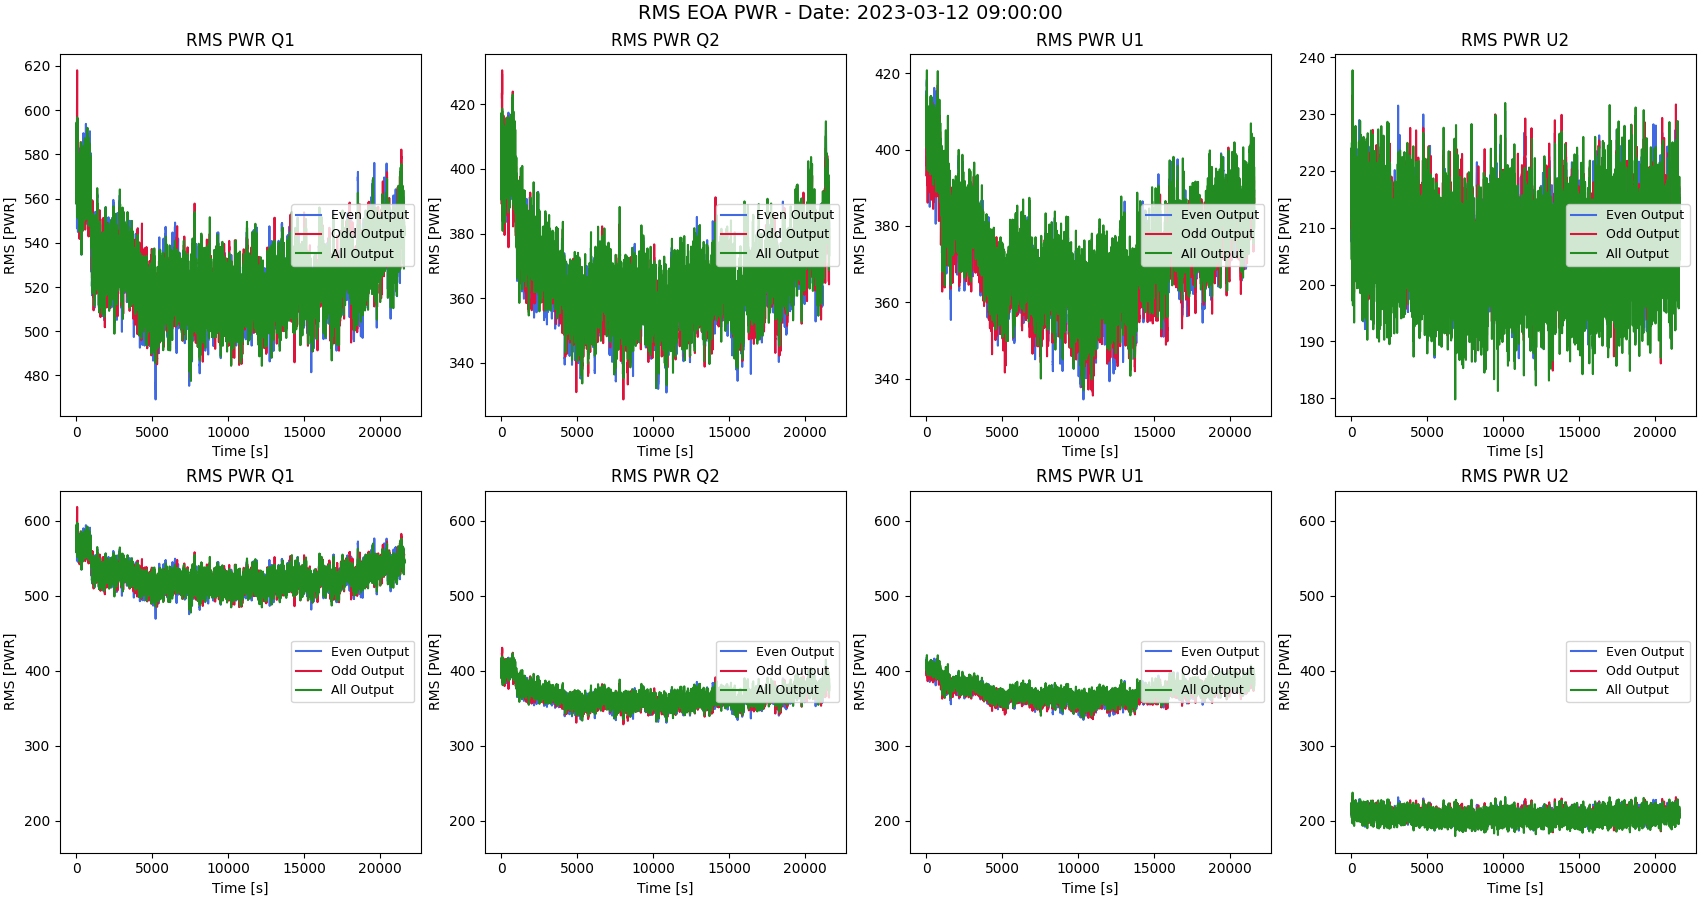 RMS EOA PWR - Date: 2023-03-12 09:00:00
RMS PWR Q1
RMS [PWR]
620
600
580
560
540
520
500
480
0 5000 10000 15000 20000
Time [s]
Even Output
Odd Output
All Output
RMS PWR Q2
RMS [PWR]
420
400
380
360
340
0 5000 10000 15000 20000
Time [s]
Even Output
Odd Output
All Output
RMS PWR U1
RMS [PWR]
420
400
380
360
340
0 5000 10000 15000 20000
Time [s]
Even Output
Odd Output
All Output
RMS PWR U2
RMS [PWR]
240
230
220
210
200
190
180
0 5000 10000 15000 20000
Time [s]
Even Output
Odd Output
All Output
RMS PWR Q1
RMS [PWR]
600
500
400
300
200
0 5000 10000 15000 20000
Time [s]
Even Output
Odd Output
All Output
RMS PWR Q2
RMS [PWR]
600
500
400
300
200
0 5000 10000 15000 20000
Time [s]
Even Output
Odd Output
All Output
RMS PWR U1
RMS [PWR]
600
500
400
300
200
0 5000 10000 15000 20000
Time [s]
Even Output
Odd Output
All Output
RMS PWR U2
RMS [PWR]
600
500
400
300
200
0 5000 10000 15000 20000
Time [s]
Even Output
Odd Output
All Output